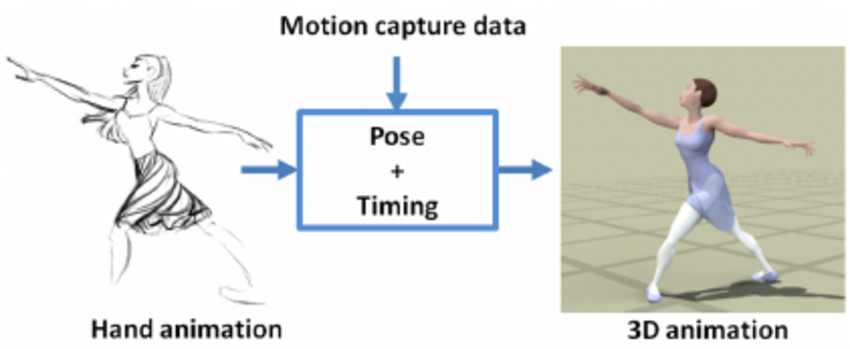 Motion capture data
Pose
+
Timing
Hand animation
3D animation